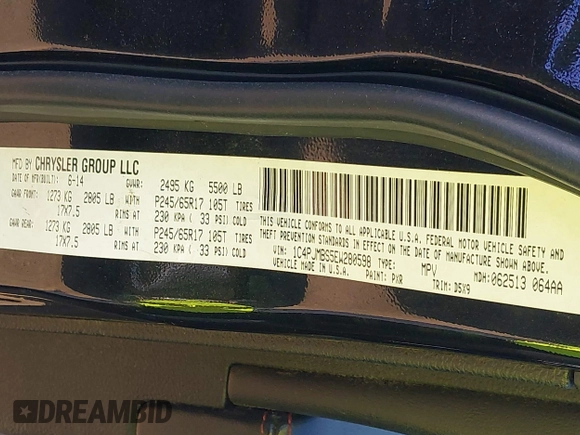 MFD BY CHRYSLER GROUP LLC
DATE OF MFR(BUILT): 6-14 GVWR: 2495 KG 5500 LB
GAWR FRONT: 1273 KG 2805 LB WITH P245/65R17 105T TIRES
17X7.5 RIMS AT 230 KPA ( 33 PSI) COLD
GAWR REAR: 1273 KG 2805 LB WITH P245/65R17 105T TIRES
17X7.5 RIMS AT 230 KPA ( 33 PSI) COLD
THIS VEHICLE CONFORMS TO ALL APPLICABLE U.S.A. FEDERAL MOTOR VEHICLE SAFETY AND
THEFT PREVENTION STANDARDS IN EFFECT ON THE DATE OF MANUFACTURE SHOWN ABOVE.
VIN: 1C4PJMBS5EW280598 TYPE: MPV MDH: 062513 064AA
VEHICLE MADE IN U.S.A. PAINT: PXR TRIM: D5X9
DREAMBID